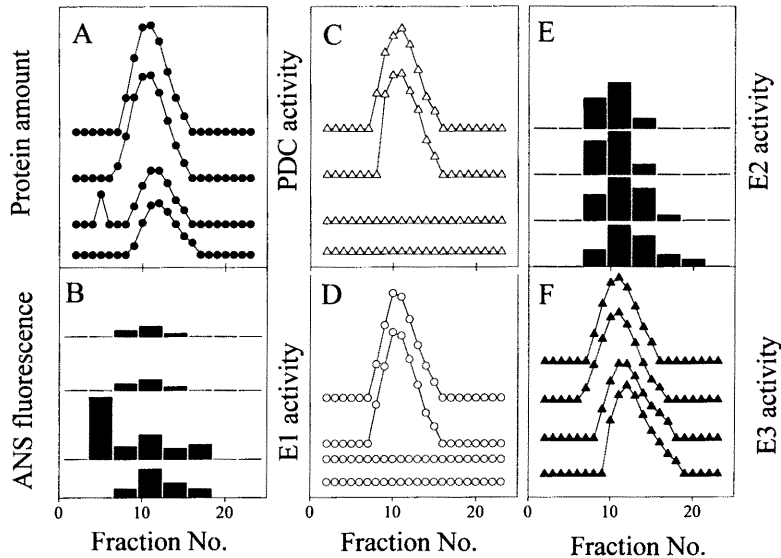 A
Protein amount
C
PDC activity
E
E2 activity
B
ANS fluorescence
0
10
20
Fraction No.
D
E1 activity
0
10
20
Fraction No.
F
E3 activity
0
10
20
Fraction No.